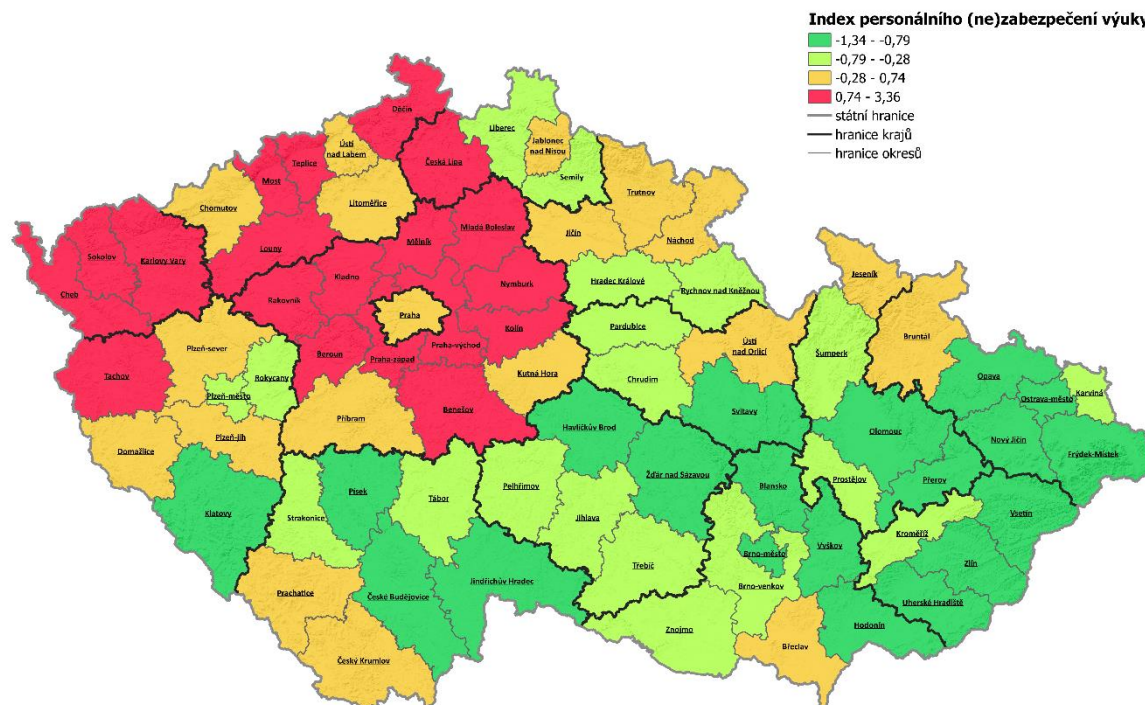 Index personálního (ne)zabezpečení výuky
-1,34 - -0,79
-0,79 - -0,28
-0,28 - 0,74
0,74 - 3,36
státní hranice
hranice krajů
hranice okresů
Děčín
Liberec
Ústí
nad Labem
Jablonec
nad Nisou
Teplice
Česká Lípa
Most
Semily
Trutnov
Chomutov
Litoměřice
Mladá Boleslav
Jičín
Náchod
Mělník
Louny
Sokolov
Karlovy Vary
Kladno
Jeseník
Cheb
Nymburk
Hradec Králové
Rychnov nad Kněžnou
Rakovník
Praha
Kolín
Pardubice
Bruntál
Plzeň-sever
Praha-východ
Ústí
nad Orlicí
Beroun
Praha-západ
Šumperk
Tachov
Rokycany
Kutná Hora
Opava
Plzeň-město
Chrudim
Karviná
Ostrava-město
Benešov
Svitavy
Příbram
Havlíčkův Brod
Olomouc
Nový Jičín
Plzeň-jih
Domažlice
Frýdek-Místek
Žďár nad Sázavou
Přerov
Prostějov
Pelhřimov
Blansko
Písek
Tábor
Klatovy
Vsetín
Strakonice
Jihlava
Kroměříž
Vyškov
Brno-město
Zlín
Třebíč
Jindřichův Hradec
Brno-venkov
Prachatice
České Budějovice
Uherské Hradiště
Hodonín
Znojmo
Břeclav
Český Krumlov